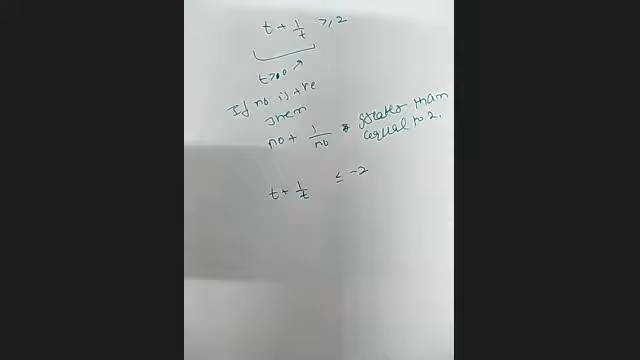 t + 1/t ≥ 2
t>0
If no is +ve
then
no + 1/no greater than
equal to 2.
t + 1/t ≤ -2